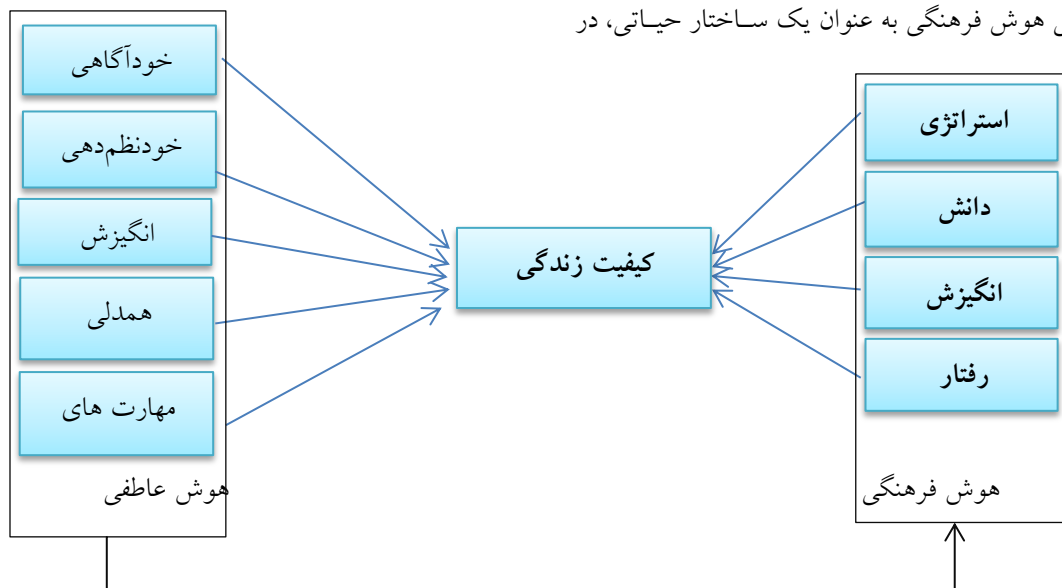 هوش فرهنگی به عنوان یک ساختار حیاتی، در
خودآگاهی
خودنظم‌دهی
انگیزش
همدلی
مهارت های
هوش عاطفی
کیفیت زندگی
استراتژی
دانش
انگیزش
رفتار
هوش فرهنگی